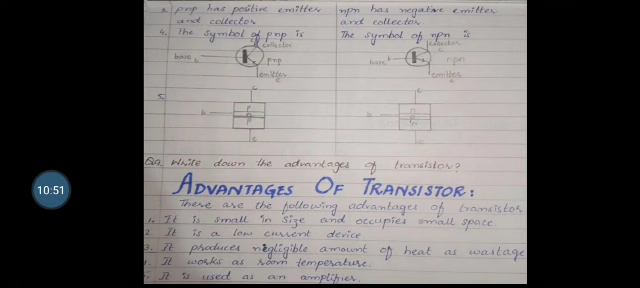 3. pnp has positive emitter and collector.
npn has negative emitter and collector.
4. The symbol of pnp is
The symbol of npn is
collector
c
base
pnp
emitter
e
collector
c
base
npn
emitter
e
5.
c
b
p
n
p
e
c
b
n
p
n
e
Write down the advantages of transistor?
ADVANTAGES OF TRANSISTOR:
There are the following advantages of transistor
1. It is small in size and occupies small space.
2. It is a low current device
3. It produces negligible amount of heat as wastage
It works as room temperature.
It is used as an amplifier.
10:51